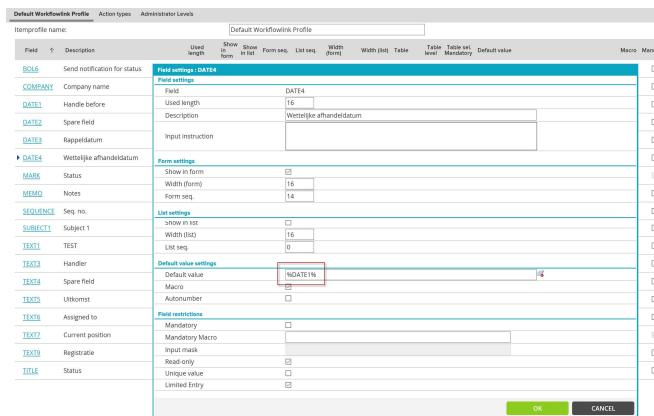 Default Workflowlink Profile Action types Administrator Levels
Itemprofile name: Default Workflowlink Profile
Field ↑ Description Used length Show in form Show in list Form seq. List seq. Width (form) Width (list) Table Table level Table sel. Mandatory Default value Macro
BOL6 Send notification for status
COMPANY Company name
DATE1 Handle before
DATE2 Spare field
DATE3 Rappeldatum
DATE4 Wettelijke afhandeldatum
MARK Status
MEMO Notes
SEQUENCE Seq. no.
SUBJECT1 Subject 1
TEXT1 TEST
TEXT3 Handler
TEXT4 Spare field
TEXT5 Uitkomst
TEXT6 Assigned to
TEXT7 Current position
TEXT9 Registratie
TITLE Status
Field settings : DATE4
Field settings
Field DATE4
Used length 16
Description Wettelijke afhandeldatum
Input instruction
Form settings
Show in form
Width (form) 16
Form seq. 14
List settings
Show in list
Width (list) 16
List seq. 0
Default value settings
Default value %DATE1%
Macro
Autonumber
Field restrictions
Mandatory
Mandatory Macro
Input mask
Read-only
Unique value
Limited Entry
OK CANCEL